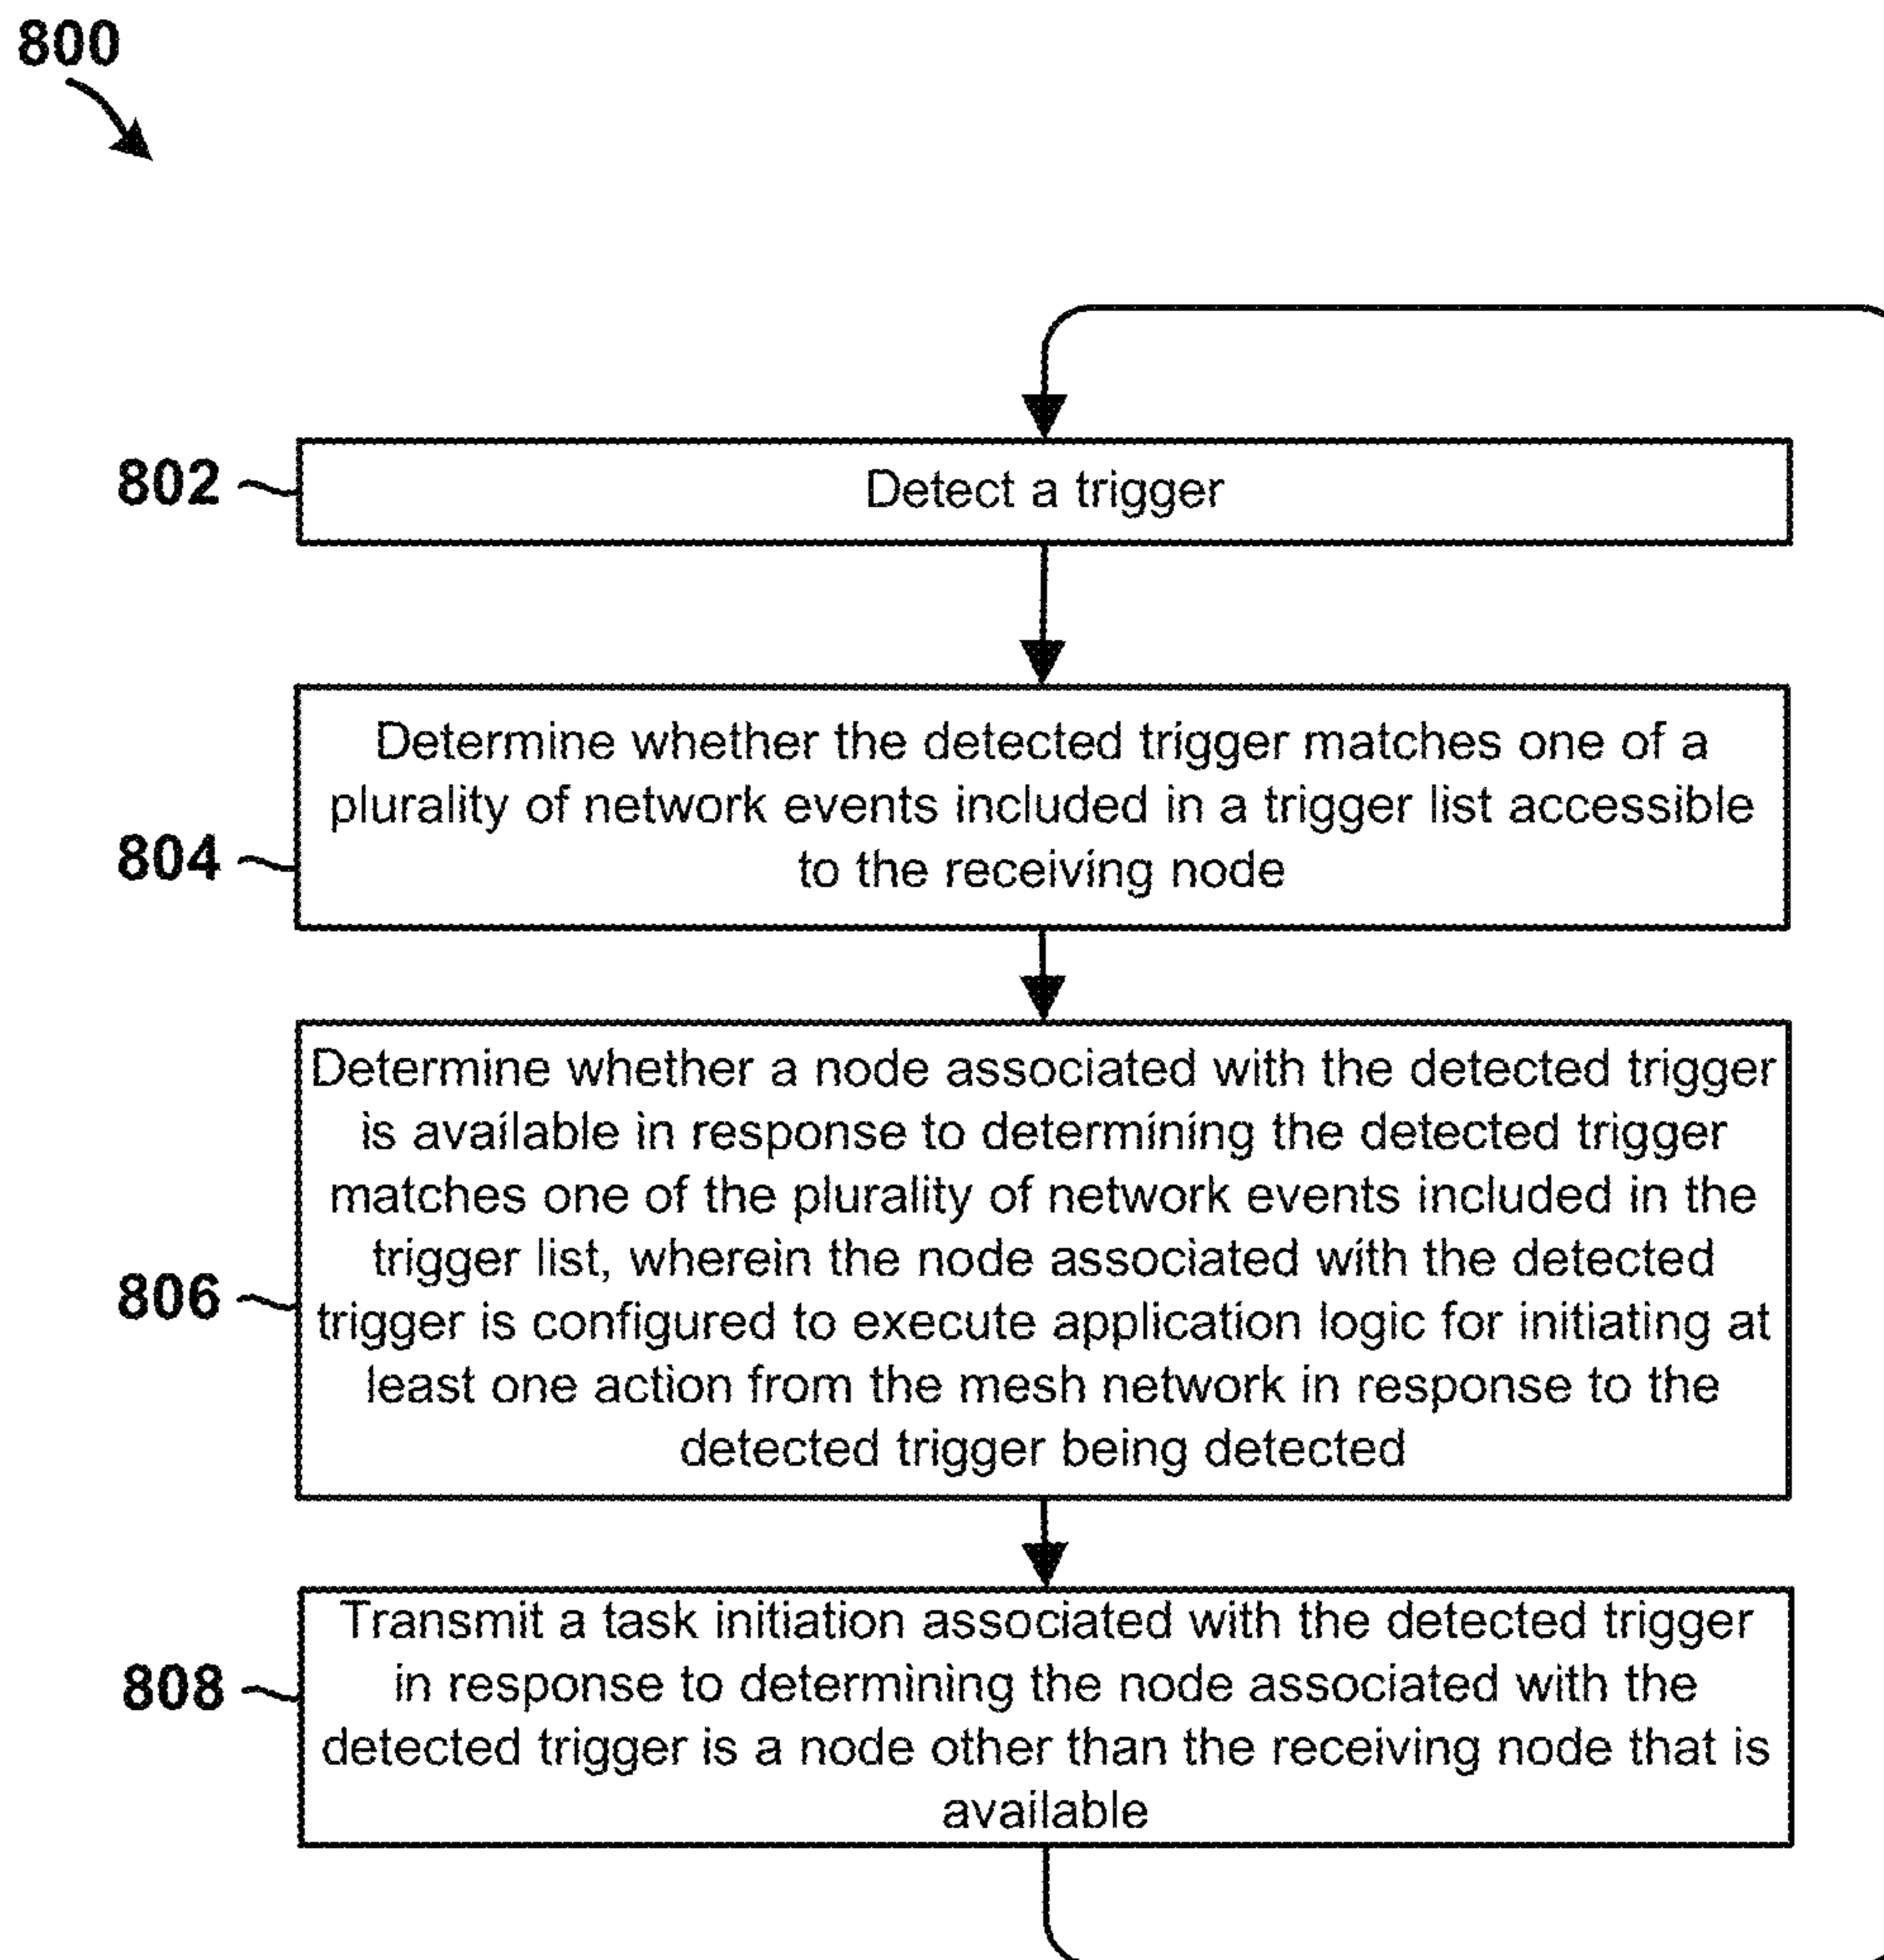 800
802
Detect a trigger
Determine whether the detected trigger matches one of a
plurality of network events included in a trigger list accessible
to the receiving node
804
Determine whether a node associated with the detected trigger
is available in response to determining the detected trigger
matches one of the plurality of network events included in the
trigger list, wherein the node associated with the detected
trigger is configured to execute application logic for initiating at
least one action from the mesh network in response to the
detected trigger being detected
806
Transmit a task initiation associated with the detected trigger
in response to determining the node associated with the
detected trigger is a node other than the receiving node that is
available
808